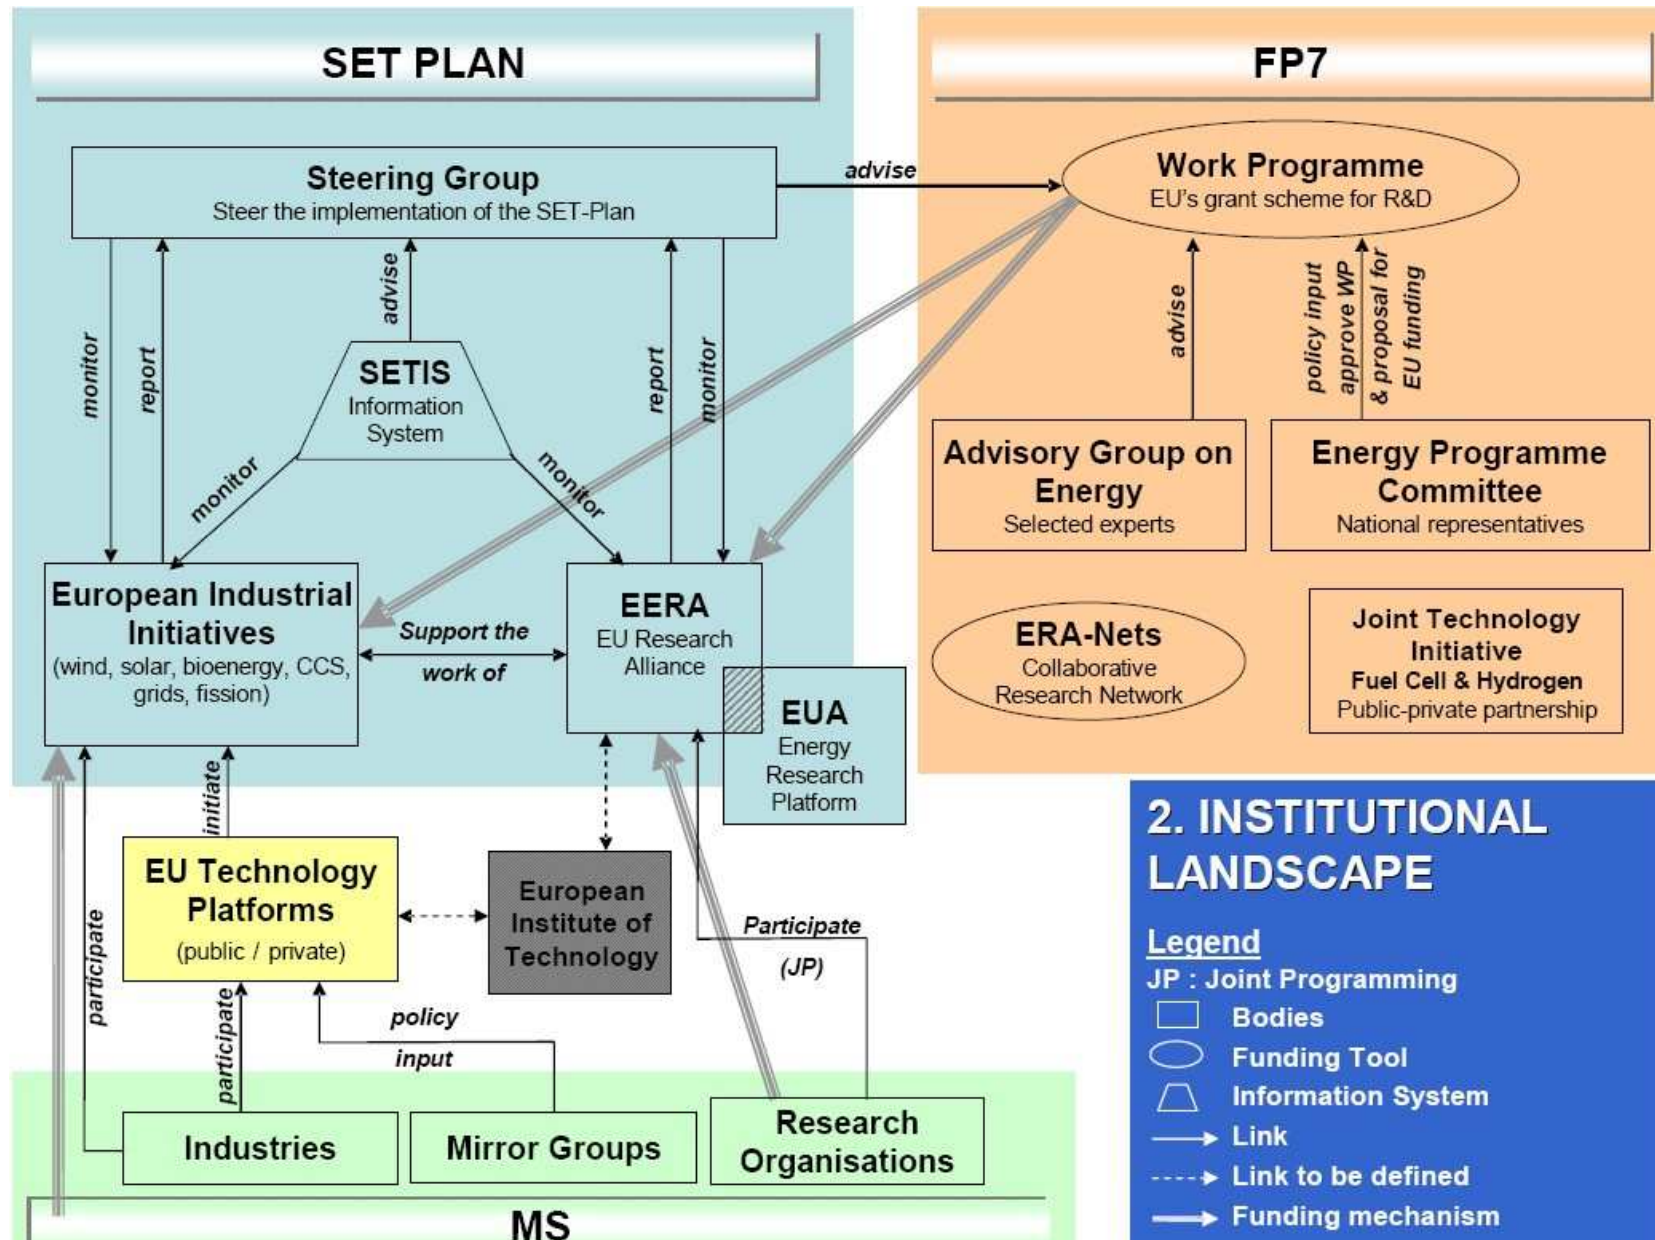 SET PLAN
FP7
Steering Group
Steer the implementation of the SET-Plan
advise
Work Programme
EU's grant scheme for R&D
monitor
report
advise
report
monitor
SETIS
Information
System
monitor
monitor
advise
policy input
approve WP
& proposal for
EU funding
Advisory Group on
Energy
Selected experts
Energy Programme
Committee
National representatives
European Industrial
Initiatives
(wind, solar, bioenergy, CCS,
grids, fission)
Support the
work of
EERA
EU Research
Alliance
EUA
Energy
Research
Platform
ERA-Nets
Collaborative
Research Network
Joint Technology
Initiative
Fuel Cell & Hydrogen
Public-private partnership
initiate
participate
EU Technology
Platforms
(public / private)
European
Institute of
Technology
Participate
(JP)
participate
policy
input
Industries
Mirror Groups
Research
Organisations
MS
2. INSTITUTIONAL
LANDSCAPE
Legend
JP : Joint Programming
Bodies
Funding Tool
Information System
Link
Link to be defined
Funding mechanism